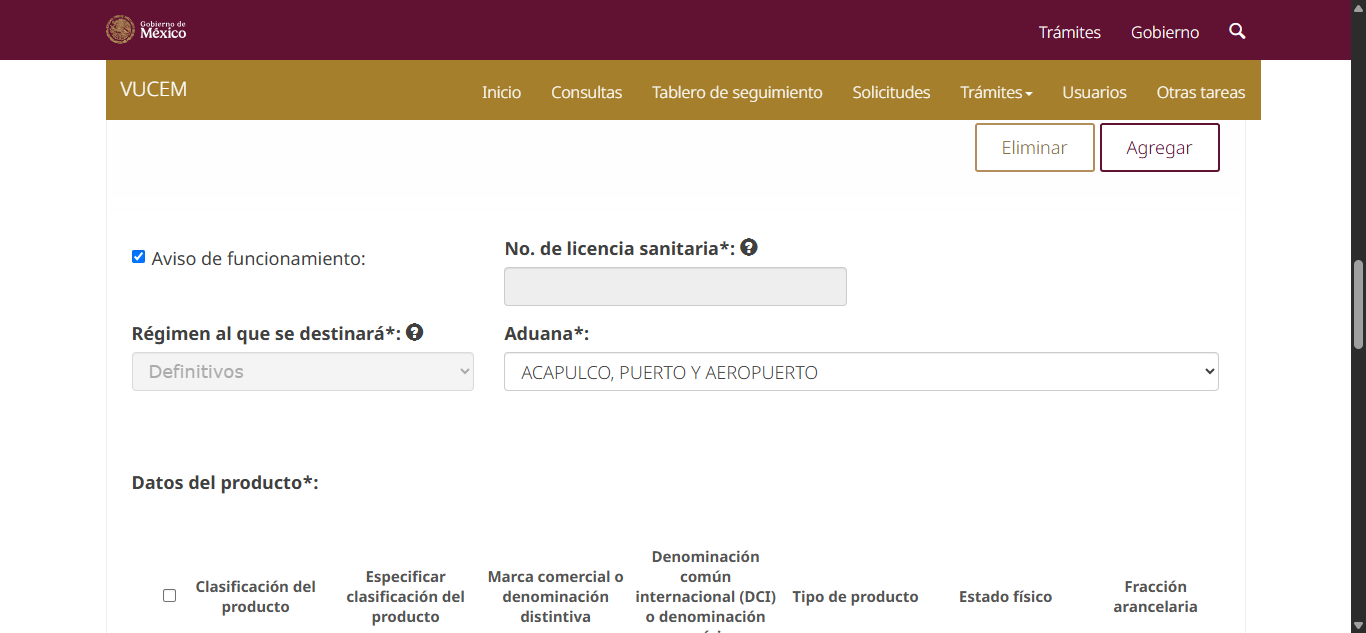 Gobierno de
México
Trámites
Gobierno
VUCEM
Inicio
Consultas
Tablero de seguimiento
Solicitudes
Trámites
Usuarios
Otras tareas
Eliminar
Agregar
Aviso de funcionamiento:
No. de licencia sanitaria*:
Régimen al que se destinará*:
Definitivos
Aduana*:
ACAPULCO, PUERTO Y AEROPUERTO
Datos del producto*:
Clasificación del
producto
Especificar
clasificación del
producto
Marca comercial o
denominación
distintiva
Denominación
común
internacional (DCI)
o denominación
Tipo de producto
Estado físico
Fracción
arancelaria